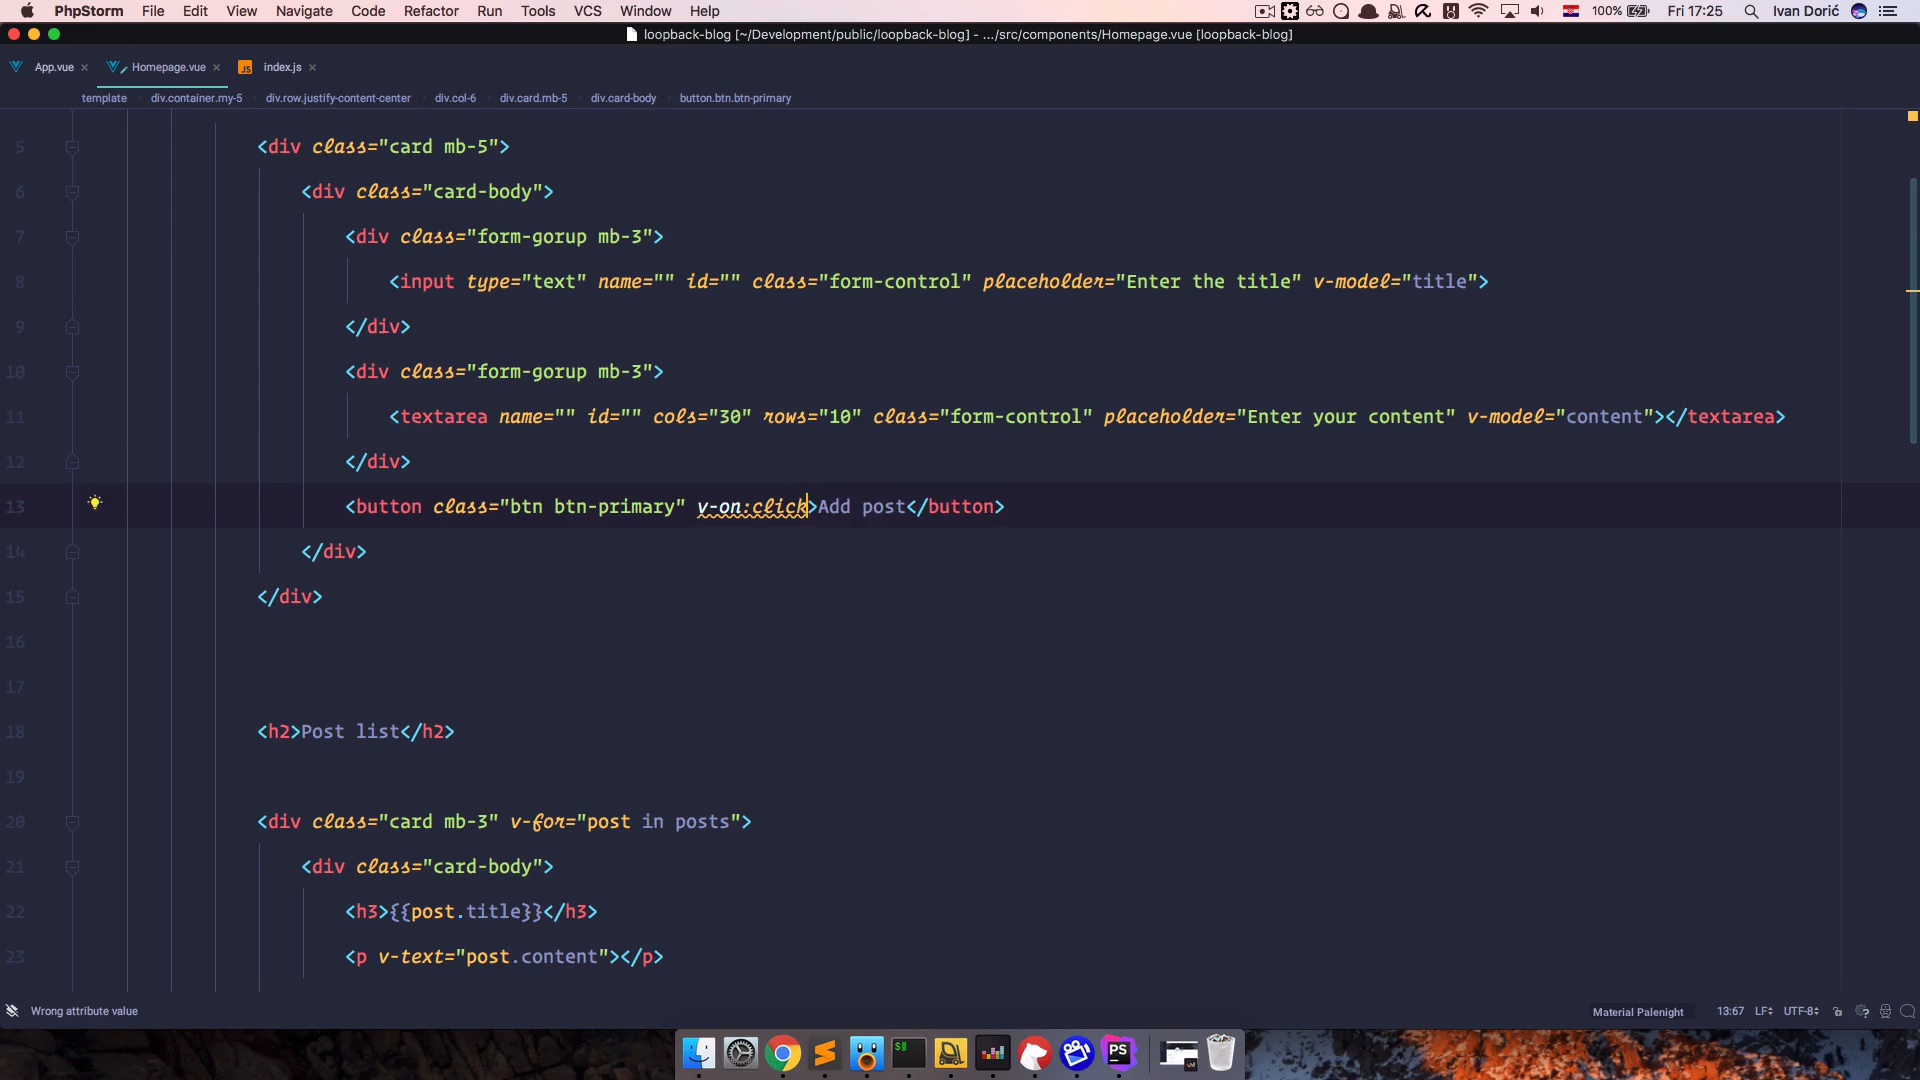 PhpStorm File Edit View Navigate Code Refactor Run Tools VCS Window Help 100% Fri 17:25 Ivan Dorić
loopback-blog [~/Development/public/loopback-blog] - .../src/components/Homepage.vue [loopback-blog]
App.vue Homepage.vue JS index.js
template div.container.my-5 div.row.justify-content-center div.col-6 div.card.mb-5 div.card-body button.btn.btn-primary
5 <div class="card mb-5">
6 <div class="card-body">
7 <div class="form-gorup mb-3">
8 <input type="text" name="" id="" class="form-control" placeholder="Enter the title" v-model="title">
9 </div>
10 <div class="form-gorup mb-3">
11 <textarea name="" id="" cols="30" rows="10" class="form-control" placeholder="Enter your content" v-model="content"></textarea>
12 </div>
13 <button class="btn btn-primary" v-on:click>Add post</button>
14 </div>
15 </div>
16
17
18 <h2>Post list</h2>
19
20 <div class="card mb-3" v-for="post in posts">
21 <div class="card-body">
22 <h3>{{post.title}}</h3>
23 <p v-text="post.content"></p>
Wrong attribute value Material Palenight 13:67 LF UTF-8
$ PS